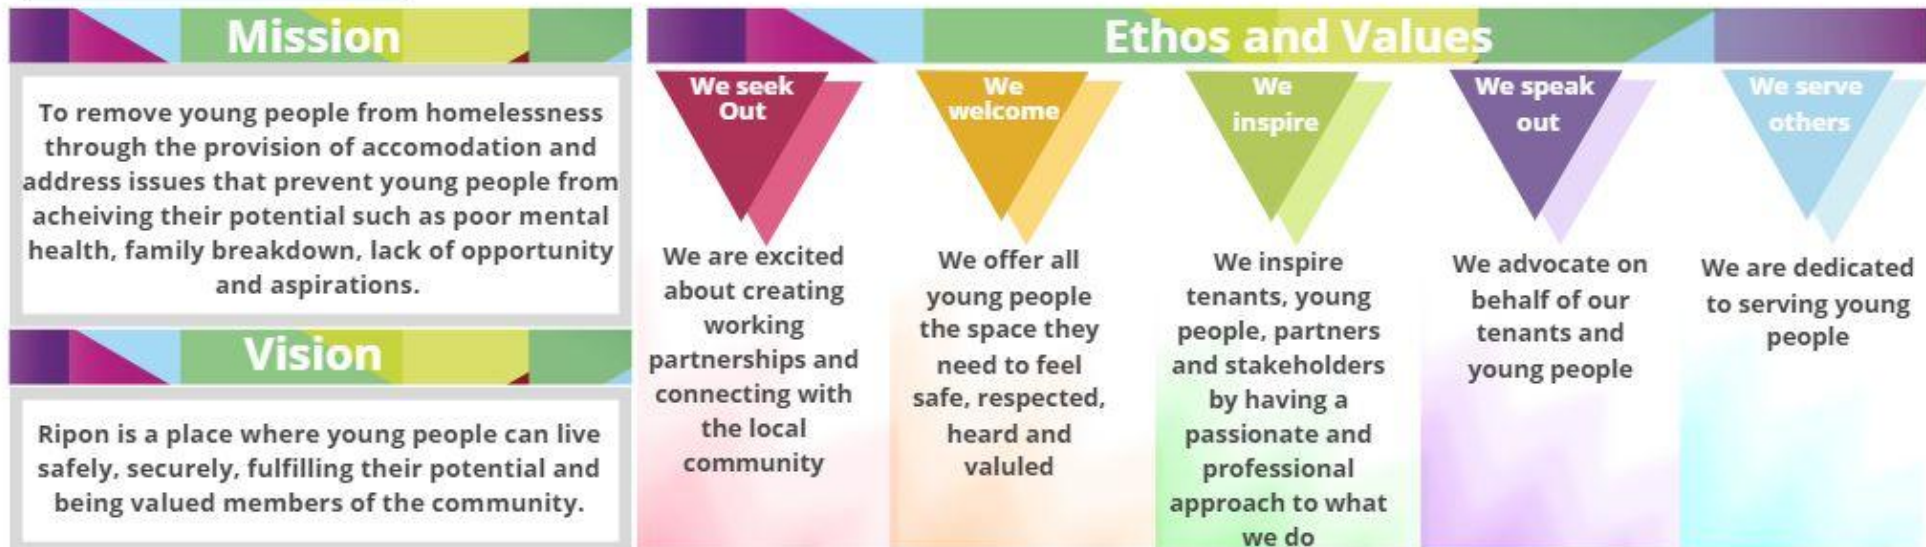 Mission
To remove young people from homelessness
through the provision of accomodation and
address issues that prevent young people from
acheiving their potential such as poor mental
health, family breakdown, lack of opportunity
and aspirations.
Vision
Ripon is a place where young people can live
safely, securely, fulfilling their potential and
being valued members of the community.
Ethos and Values
We seek
Out
We are excited
about creating
working
partnerships and
connecting with
the local
community
We
welcome
We offer all
young people
the space they
need to feel
safe, respected,
heard and
valuled
We
inspire
We inspire
tenants, young
people, partners
and stakeholders
by having a
passionate and
professional
approach to what
we do
We speak
out
We advocate on
behalf of our
tenants and
young people
We serve
others
We are dedicated
to serving young
people